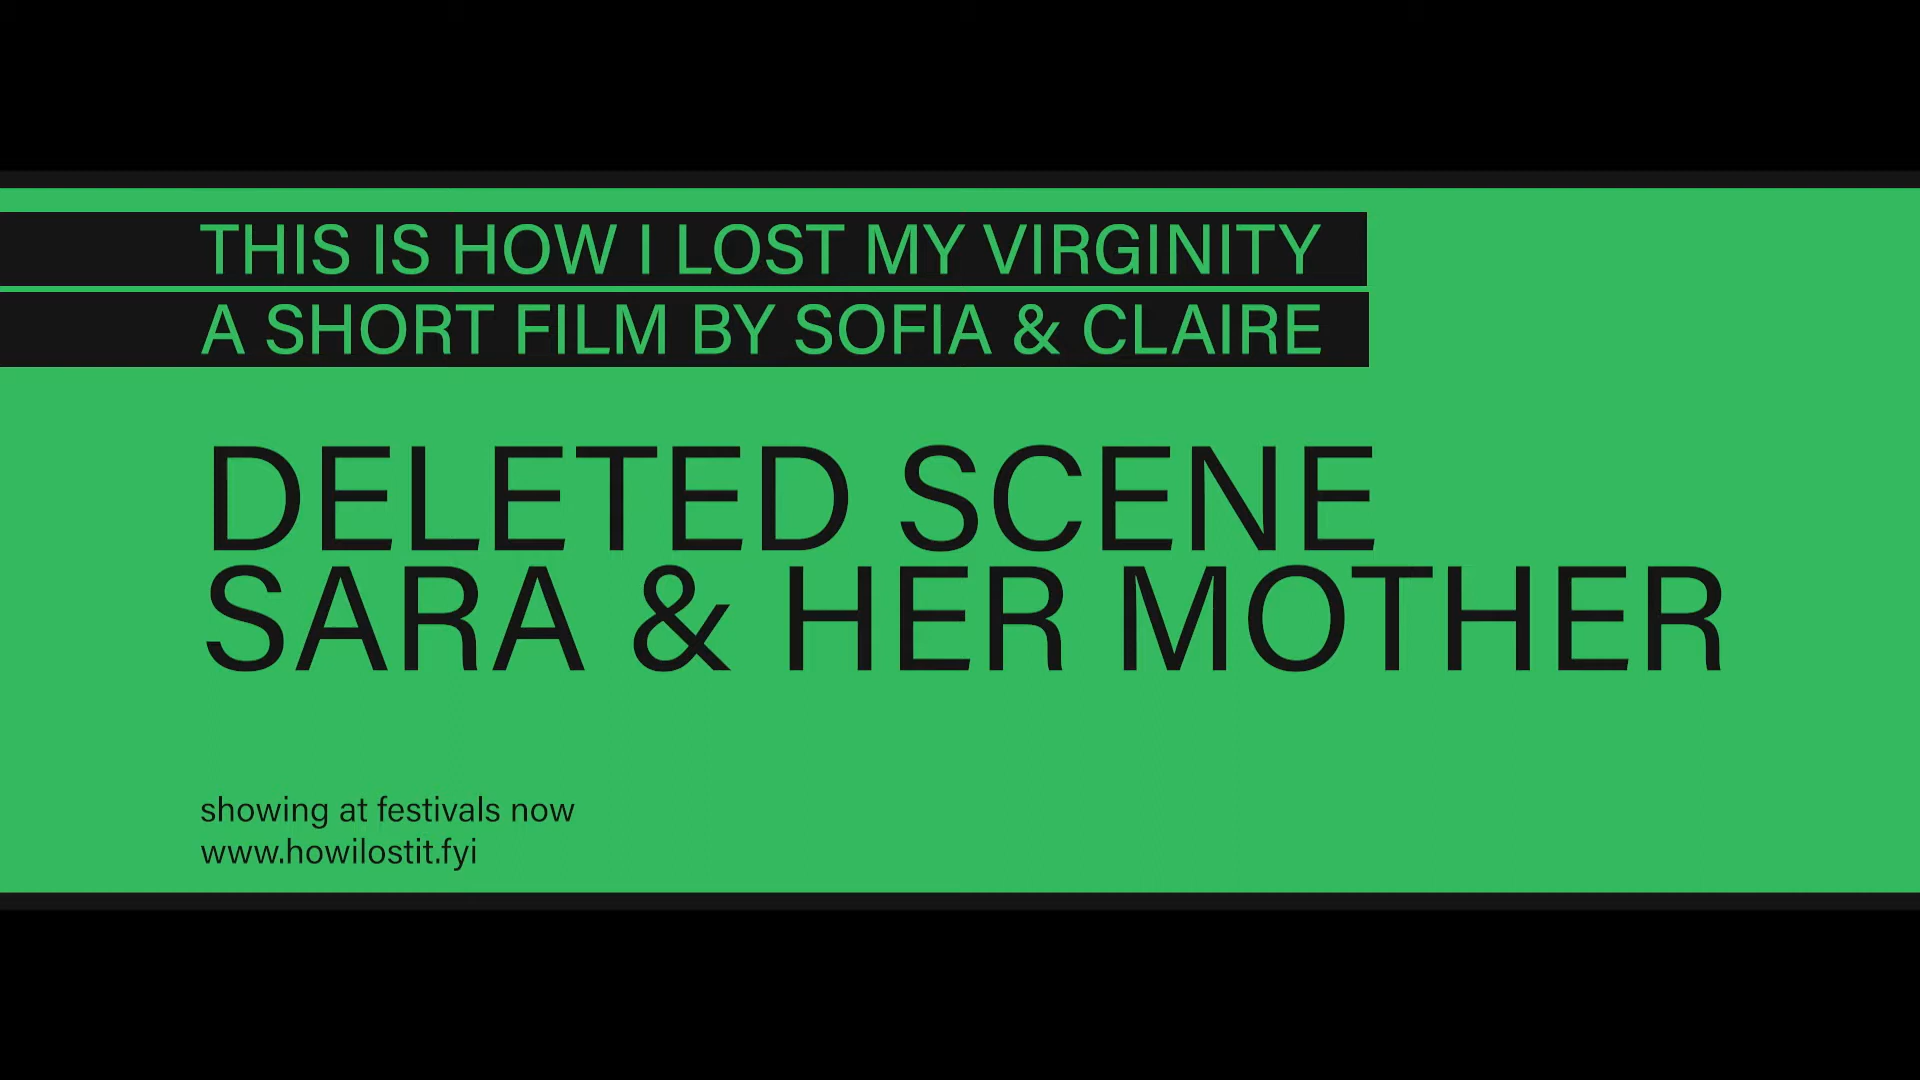 THIS IS HOW I LOST MY VIRGINITY
A SHORT FILM BY SOFIA & CLAIRE
DELETED SCENE
SARA & HER MOTHER
showing at festivals now
www.howilostit.fyi